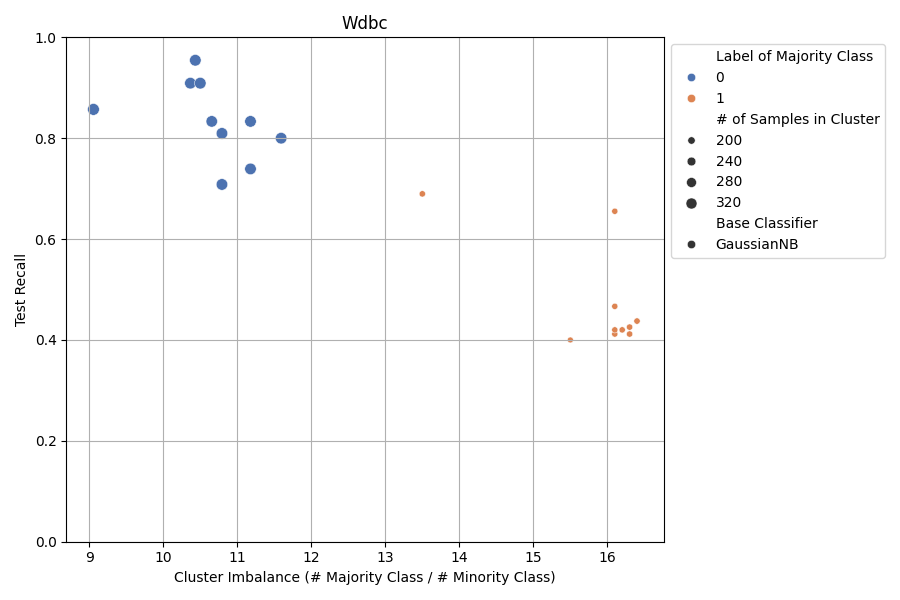 Wdbc
1.0
0.8
0.6
0.4
0.2
0.0
Test Recall
9
10
11
12
13
14
15
16
Cluster Imbalance (# Majority Class / # Minority Class)
Label of Majority Class
0
1
# of Samples in Cluster
200
240
280
320
Base Classifier
GaussianNB